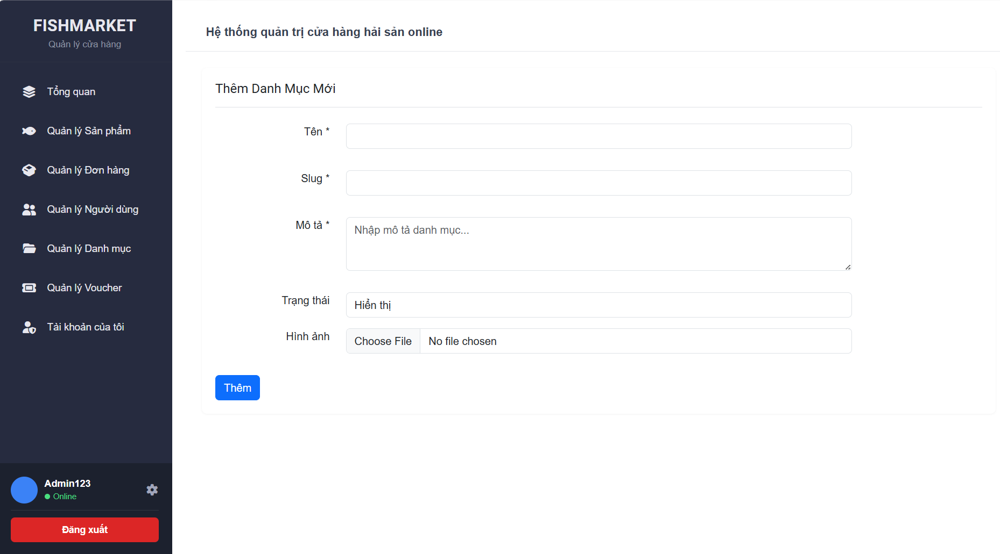 FISHMARKET
Quản lý cửa hàng
Tổng quan
Quản lý Sản phẩm
Quản lý Đơn hàng
Quản lý Người dùng
Quản lý Danh mục
Quản lý Voucher
Tài khoản của tôi
Admin123
Online
Đăng xuất
Hệ thống quản trị cửa hàng hải sản online
Thêm Danh Mục Mới
Tên *
Slug *
Mô tả *
Nhập mô tả danh mục...
Trạng thái
Hiển thị
Hình ảnh
Choose File No file chosen
Thêm